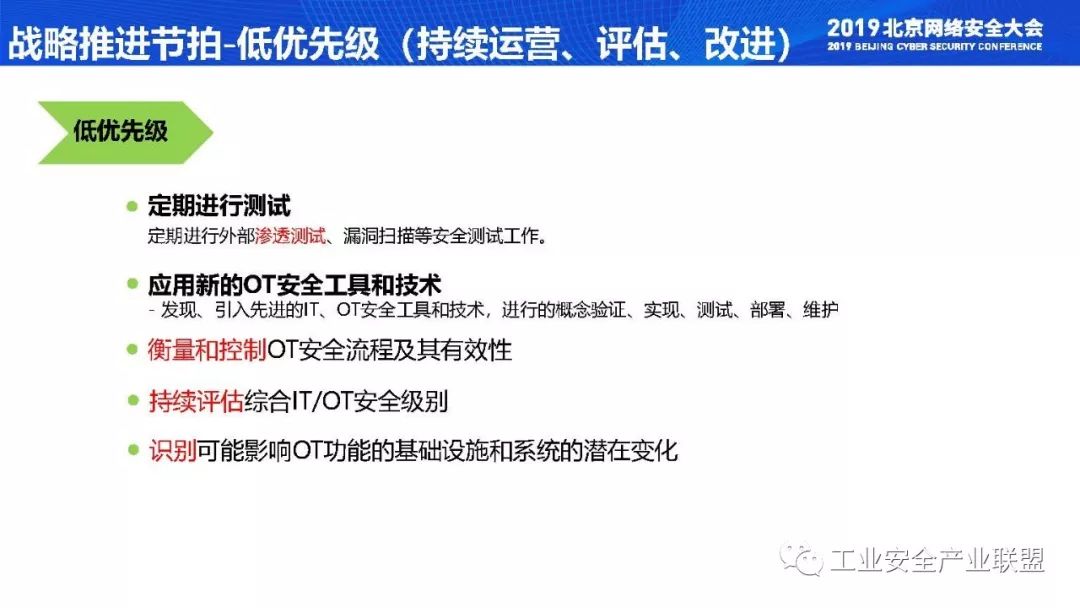 战略推进节拍-低优先级（持续运营、评估、改进）
2019北京网络安全大会
2019 BEIJING CYBER SECURITY CONFERENCE
低优先级
定期进行测试
定期进行外部渗透测试、漏洞扫描等安全测试工作。
应用新的OT安全工具和技术
- 发现、引入先进的IT、OT安全工具和技术，进行的概念验证、实现、测试、部署、维护
衡量和控制OT安全流程及其有效性
持续评估综合IT/OT安全级别
识别可能影响OT功能的基础设施和系统的潜在变化
工业安全产业联盟